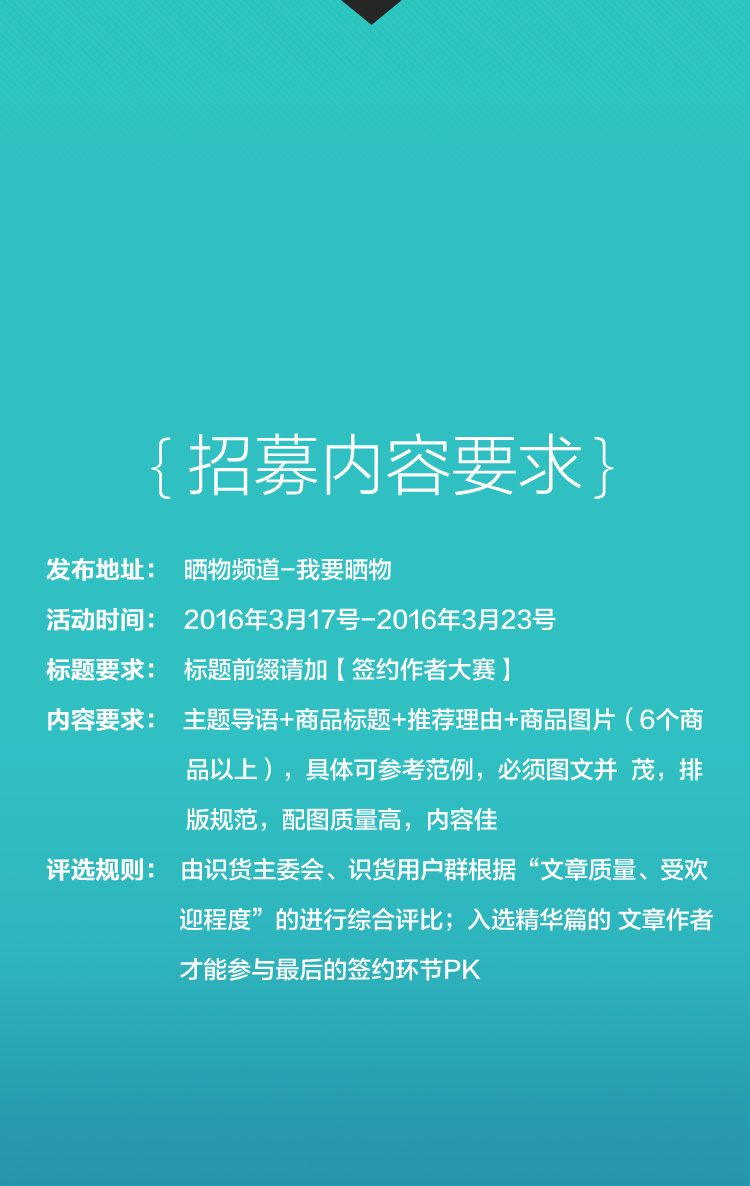 {招募内容要求}
发布地址： 晒物频道-我要晒物
活动时间： 2016年3月17号-2016年3月23号
标题要求： 标题前缀请加【签约作者大赛】
内容要求： 主题导语+商品标题+推荐理由+商品图片（6个商
品以上），具体可参考范例，必须图文并 茂，排
版规范，配图质量高，内容佳
评选规则： 由识货主委会、识货用户群根据“文章质量、受欢
迎程度”的进行综合评比；入选精华篇的 文章作者
才能参与最后的签约环节PK